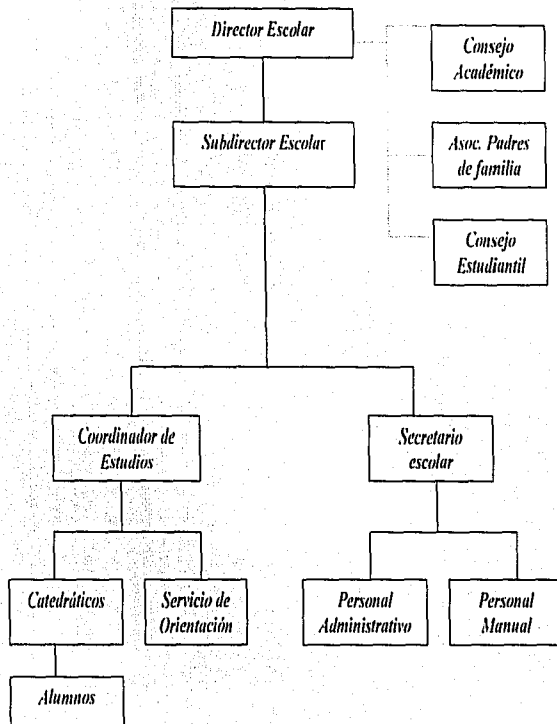 Director Escolar
Consejo
Académico
Subdirector Escolar
Asoc. Padres
de familia
Consejo
Estudiantil
Coordinador de
Estudios
Secretario
escolar
Catedráticos
Servicio de
Orientación
Personal
Administrativo
Personal
Manual
Alumnos